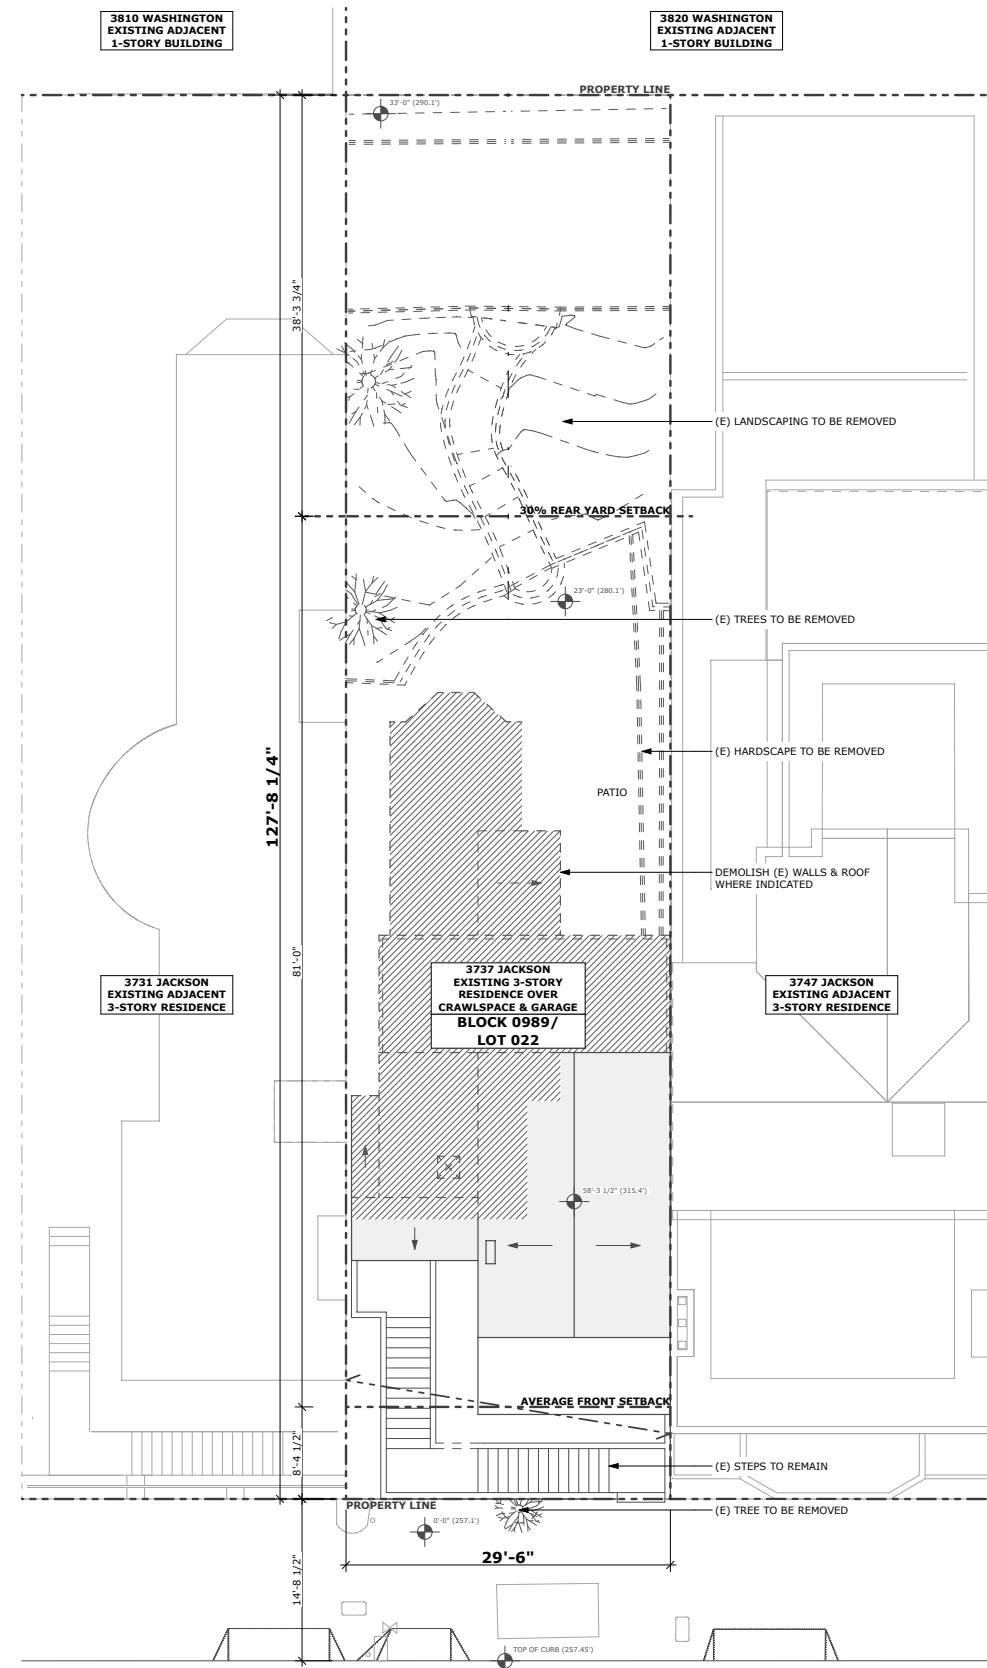 3810 WASHINGTON
EXISTING ADJACENT
1-STORY BUILDING
3820 WASHINGTON
EXISTING ADJACENT
1-STORY BUILDING
PROPERTY LINE
33'-0" (290.1')
38'-3 3/4"
(E) LANDSCAPING TO BE REMOVED
30% REAR YARD SETBACK
23'-0" (280.1')
(E) TREES TO BE REMOVED
127'-8 1/4"
(E) HARDSCAPE TO BE REMOVED
PATIO
DEMOLISH (E) WALLS & ROOF
WHERE INDICATED
81'-0"
3731 JACKSON
EXISTING ADJACENT
3-STORY RESIDENCE
3737 JACKSON
EXISTING 3-STORY
RESIDENCE OVER
CRAWLSPACE & GARAGE
BLOCK 0989/
LOT 022
3747 JACKSON
EXISTING ADJACENT
3-STORY RESIDENCE
58'-3 1/2" (315.4')
AVERAGE FRONT SETBACK
8'-4 1/2"
(E) STEPS TO REMAIN
PROPERTY LINE
(E) TREE TO BE REMOVED
0'-0" (257.1')
29'-6"
14'-8 1/2"
TOP OF CURB (257.45')